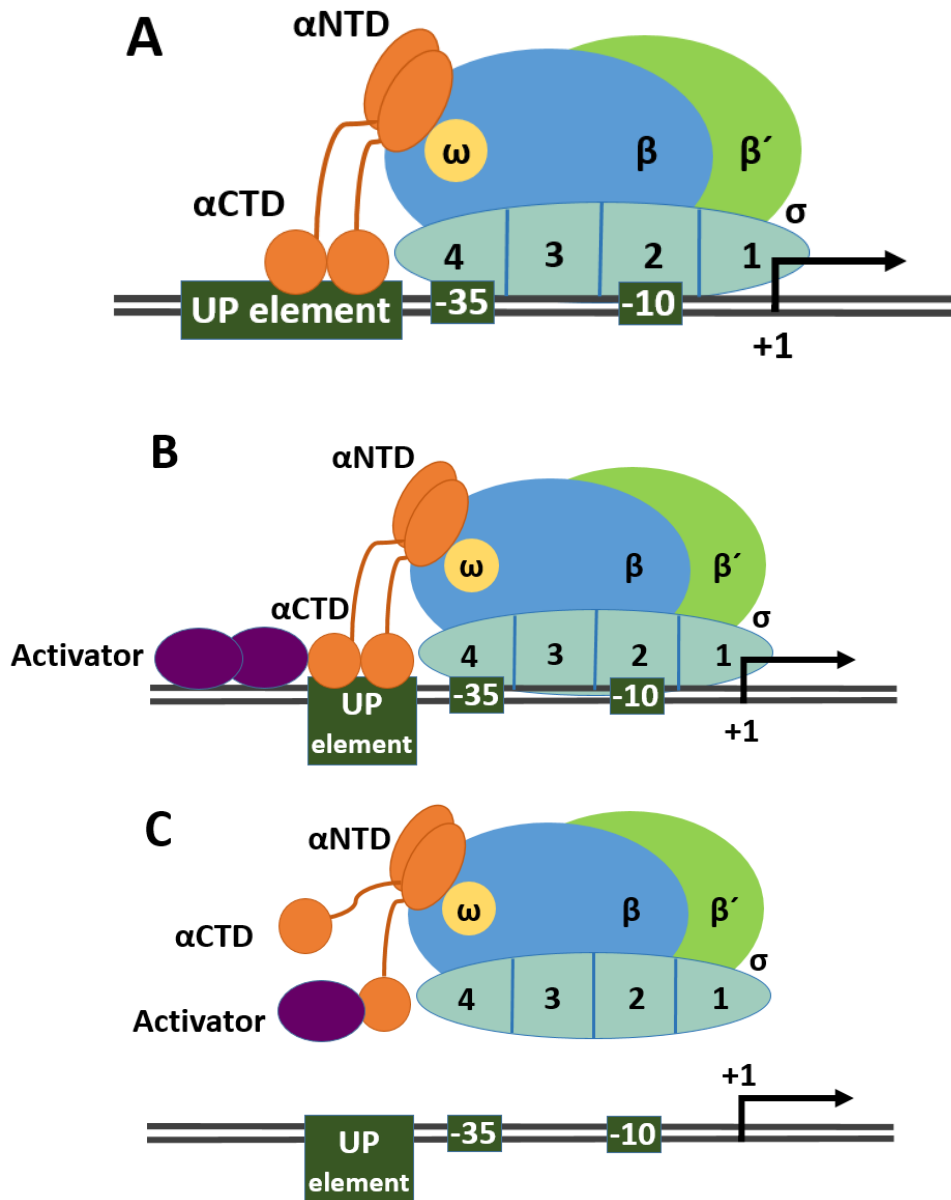 A
αNTD
ω
β
β´
αCTD
σ
4
3
2
1
UP element
-35
-10
+1
B
αNTD
ω
β
β´
αCTD
σ
Activator
4
3
2
1
UP
element
-35
-10
+1
C
αNTD
ω
β
β´
αCTD
σ
Activator
4
3
2
1
+1
UP
element
-35
-10